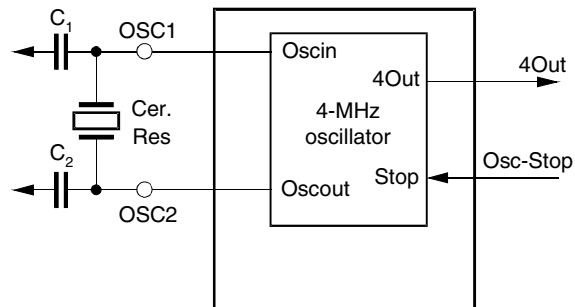 C1
OSC1
Oscin
4Out
4Out
Cer.
Res
4-MHz
oscillator
C2
Osc-Stop
Stop
Oscout
OSC2